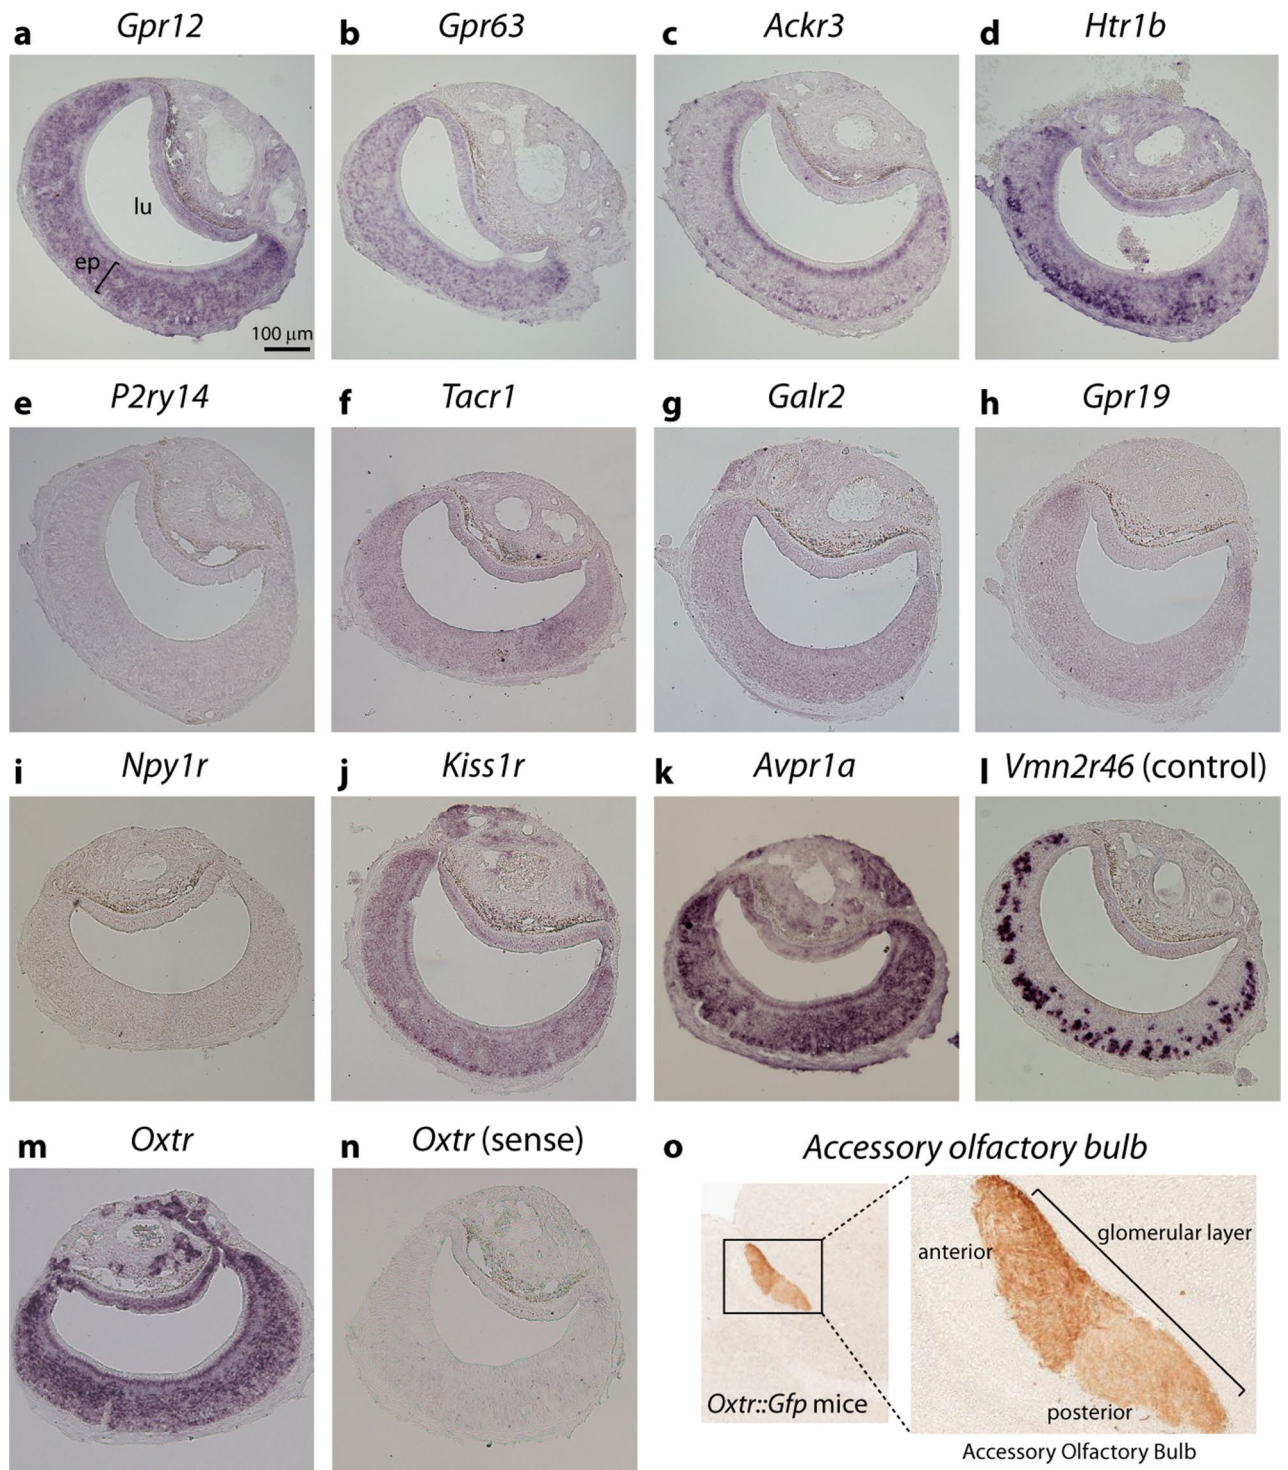 a Gpr12
b Gpr63
c Ackr3
d Htr1b
lu
ep
100 μm
e P2ry14
f Tacr1
g Galr2
h Gpr19
i Npy1r
j Kiss1r
k Avpr1a
l Vmn2r46 (control)
m Oxtr
n Oxtr (sense)
o Accessory olfactory bulb
anterior
glomerular layer
posterior
Oxtr::Gfp mice
Accessory Olfactory Bulb